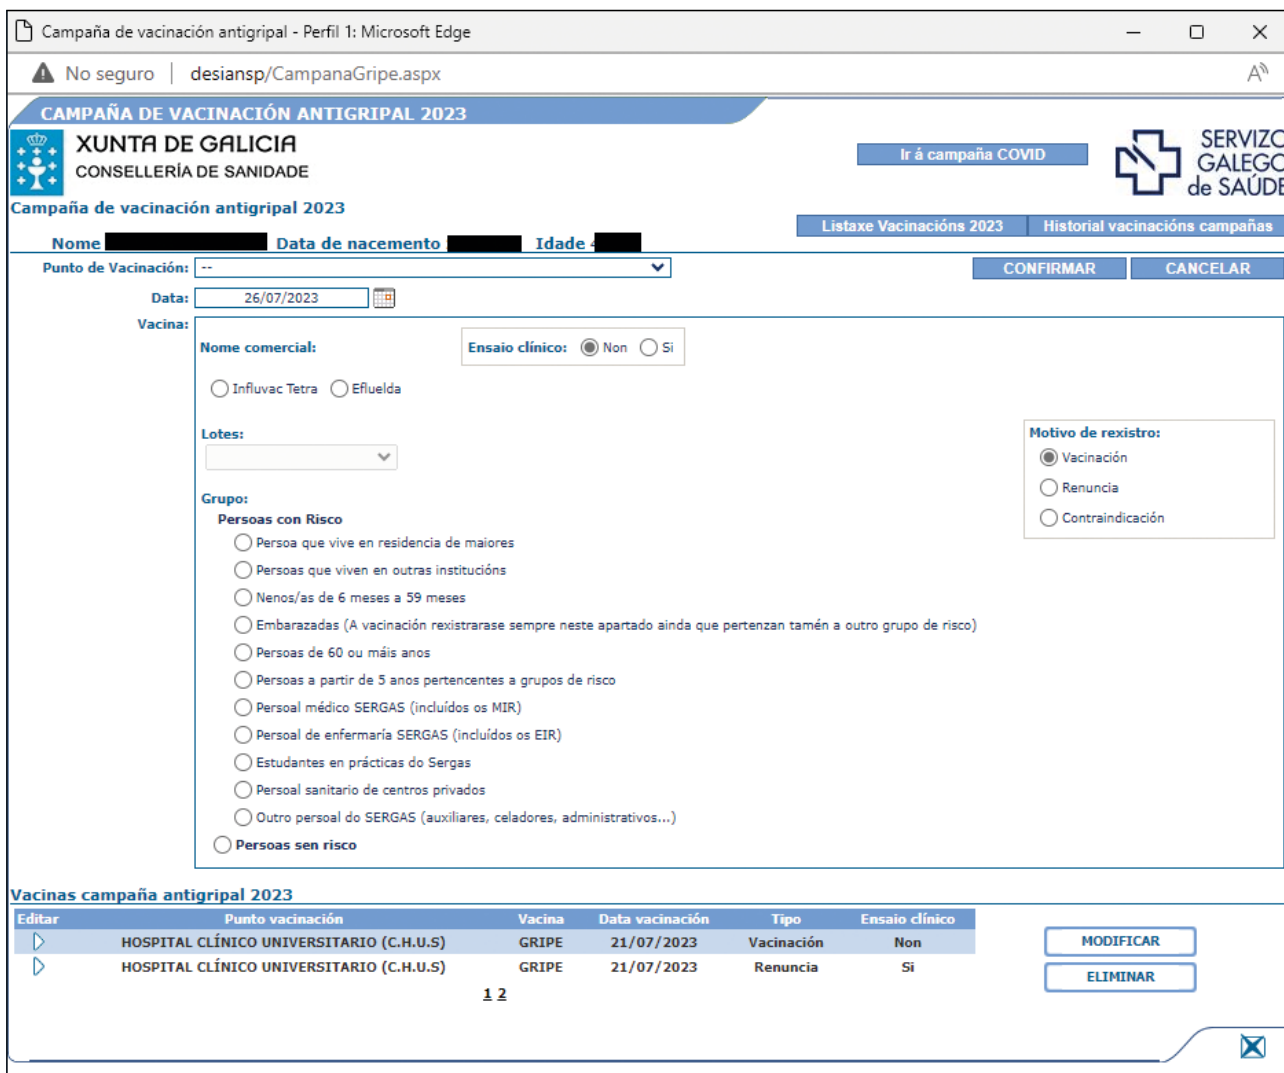 Campaña de vacinación antigripal - Perfil 1: Microsoft Edge
No seguro | desiansp/CampanaGripe.aspx
CAMPAÑA DE VACINACIÓN ANTIGRIPAL 2023
XUNTA DE GALICIA
CONSELLERÍA DE SANIDADE
Ir á campaña COVID
SERVIZO
GALEGO
de SAÚDE
Campaña de vacinación antigripal 2023
Listaxe Vacinacións 2023 Historial vacinacións campañas
Nome Data de nacemento Idade
Punto de Vacinación: -- CONFIRMAR CANCELAR
Data: 26/07/2023
Vacina:
Nome comercial: Ensaio clínico: Non Si
Influvac Tetra Efluelda
Lotes:
Motivo de rexistro:
Vacinación
Renuncia
Contraindicación
Grupo:
Persoas con Risco
Persoa que vive en residencia de maiores
Persoas que viven en outras institucións
Nenos/as de 6 meses a 59 meses
Embarazadas (A vacinación rexistrarase sempre neste apartado ainda que pertenzan tamén a outro grupo de risco)
Persoas de 60 ou máis anos
Persoas a partir de 5 anos pertencentes a grupos de risco
Persoal médico SERGAS (incluídos os MIR)
Persoal de enfermaría SERGAS (incluídos os EIR)
Estudantes en prácticas do Sergas
Persoal sanitario de centros privados
Outro persoal do SERGAS (auxiliares, celadores, administrativos...)
Persoas sen risco
Vacinas campaña antigripal 2023
Editar Punto vacinación Vacina Data vacinación Tipo Ensaio clínico
HOSPITAL CLÍNICO UNIVERSITARIO (C.H.U.S) GRIPE 21/07/2023 Vacinación Non
HOSPITAL CLÍNICO UNIVERSITARIO (C.H.U.S) GRIPE 21/07/2023 Renuncia Si
1 2
MODIFICAR
ELIMINAR